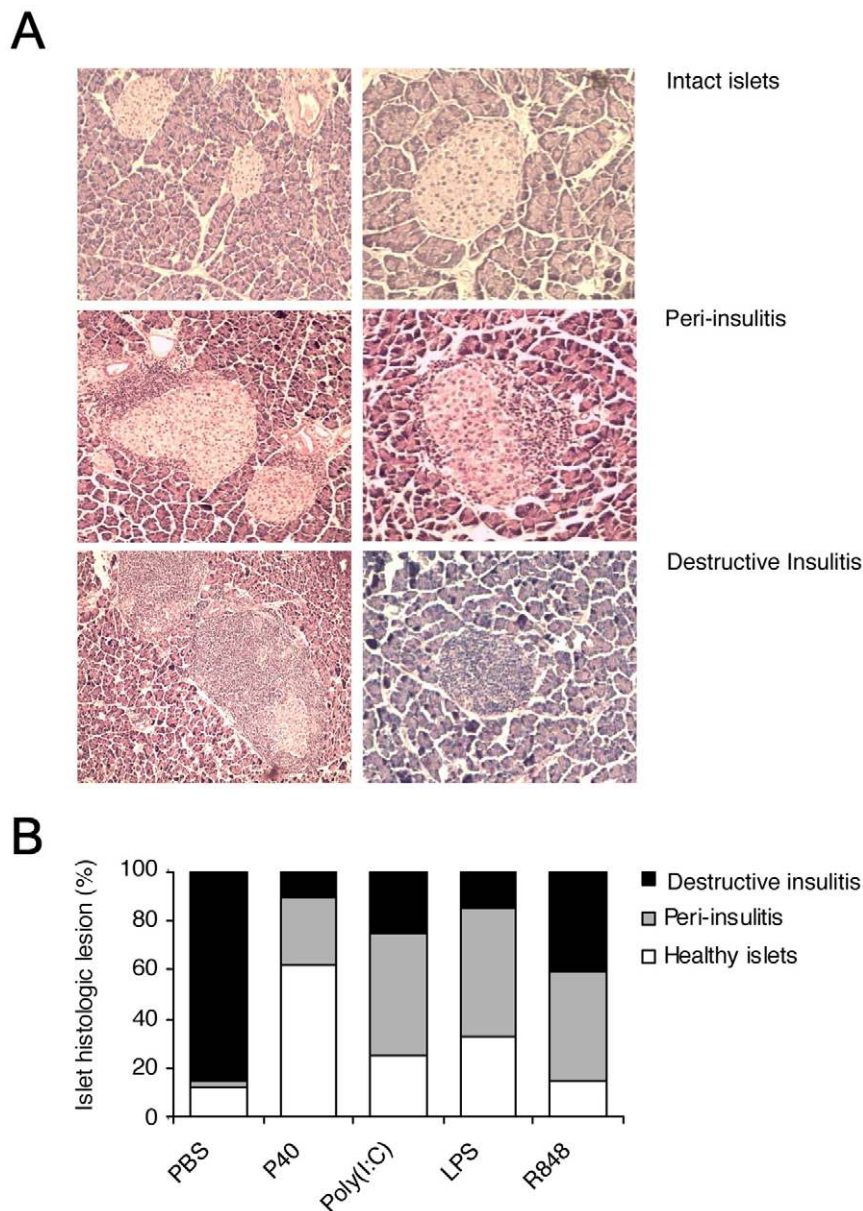 A
Intact islets
Peri-insulitis
Destructive Insulitis
B
Islet histologic lesion (%)
100
80
60
40
20
0
PBS
P40
Poly(I:C)
LPS
R848
Destructive insulitis
Peri-insulitis
Healthy islets